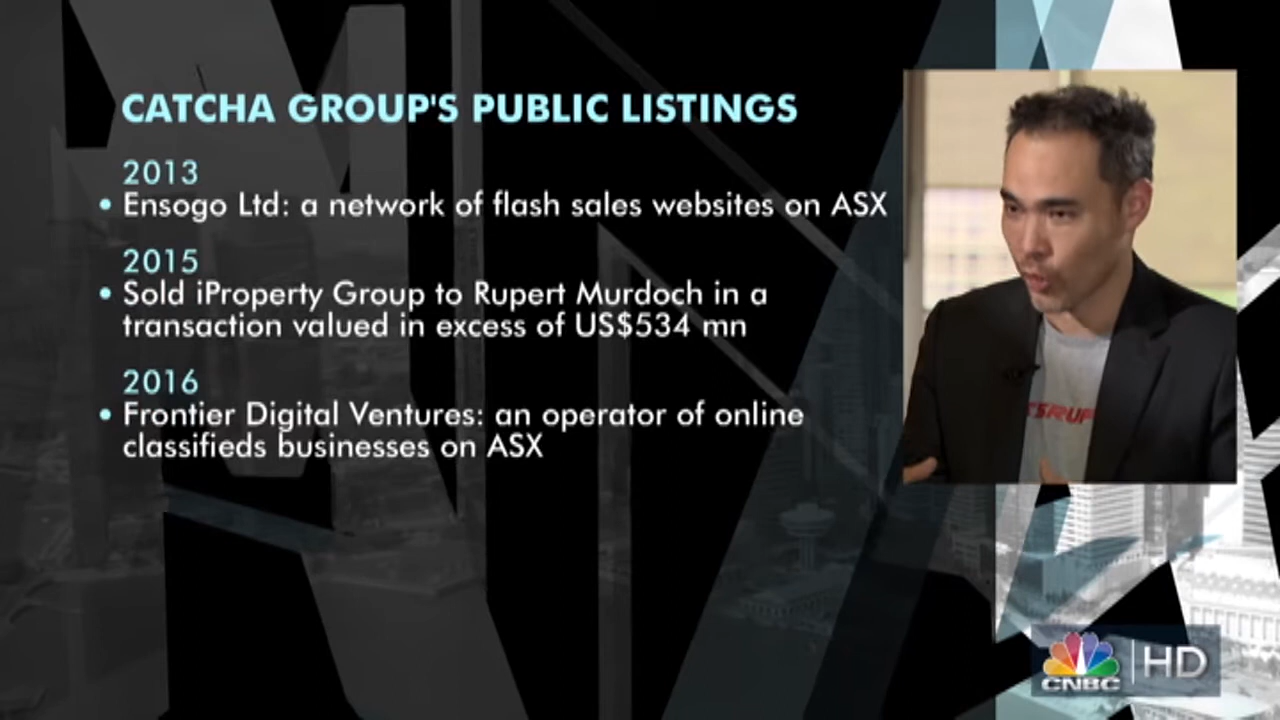 CATCHA GROUP'S PUBLIC LISTINGS
2013
• Ensogo Ltd: a network of flash sales websites on ASX
2015
• Sold iProperty Group to Rupert Murdoch in a
transaction valued in excess of US$534 mn
2016
• Frontier Digital Ventures: an operator of online
classifieds businesses on ASX
CNBC HD